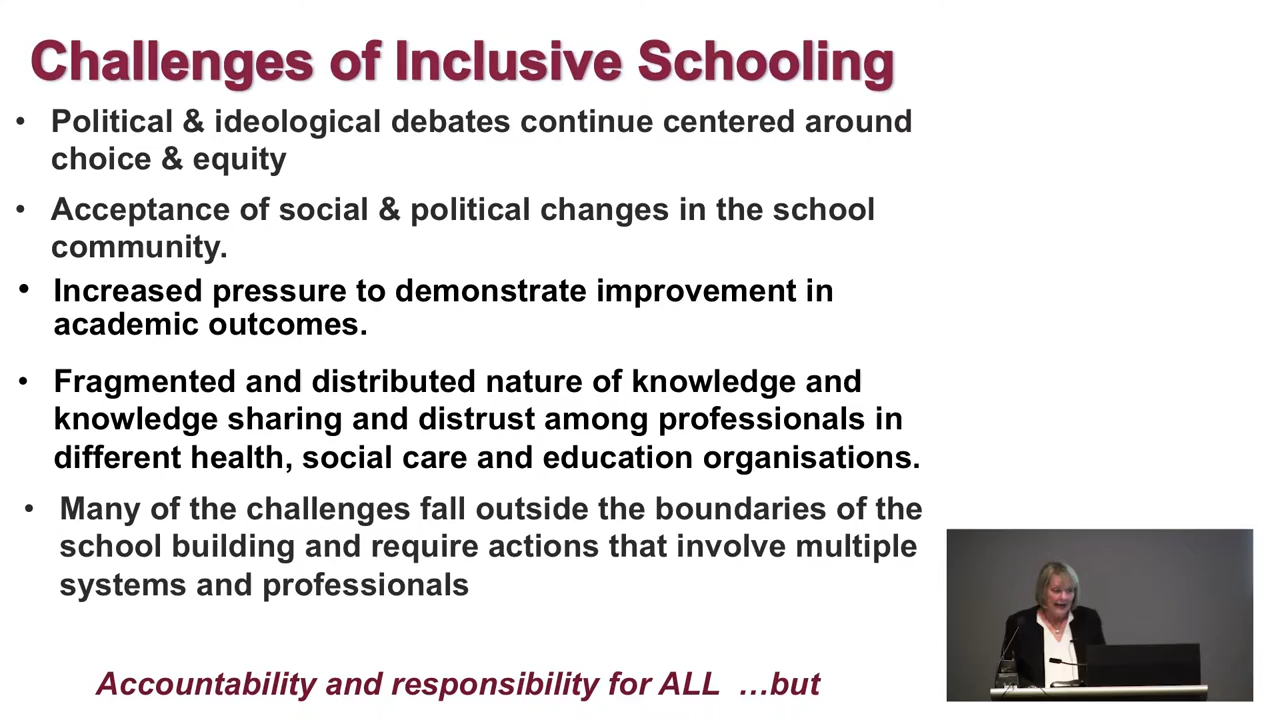 Challenges of Inclusive Schooling
• Political & ideological debates continue centered around
choice & equity
• Acceptance of social & political changes in the school
community.
• Increased pressure to demonstrate improvement in
academic outcomes.
• Fragmented and distributed nature of knowledge and
knowledge sharing and distrust among professionals in
different health, social care and education organisations.
• Many of the challenges fall outside the boundaries of the
school building and require actions that involve multiple
systems and professionals
Accountability and responsibility for ALL …but